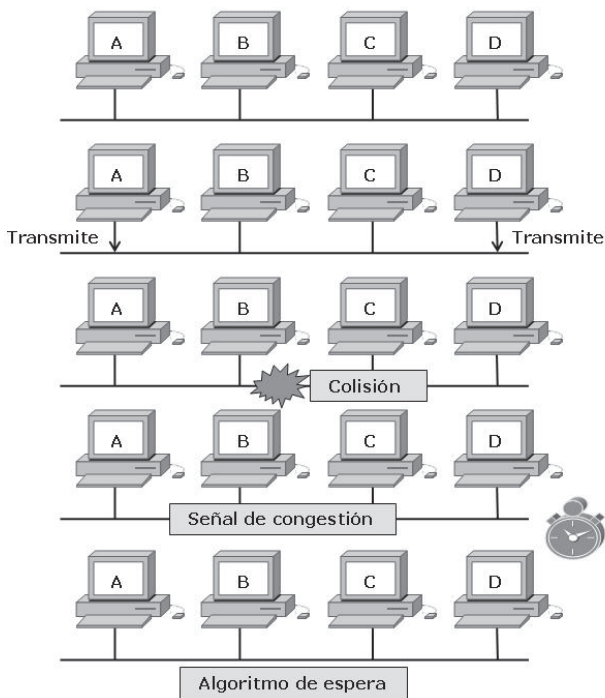 A B C D
A B C D
Transmite Transmite
A B C D
Colisión
A B C D
Señal de congestión
A B C D
Algoritmo de espera